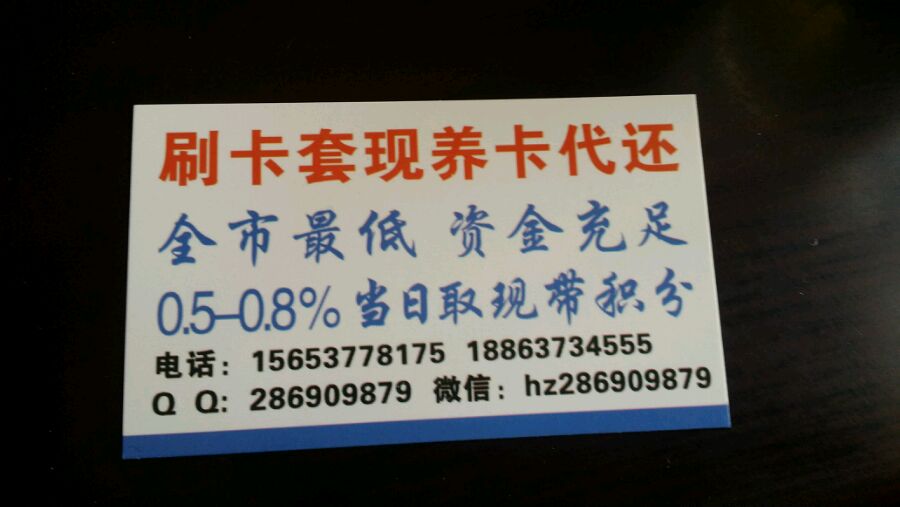 刷卡套现养卡代还
全市最低 资金充足
0.5-0.8% 当日取现带积分
电话：15653778175 18863734555
Q Q: 286909879 微信：hz286909879